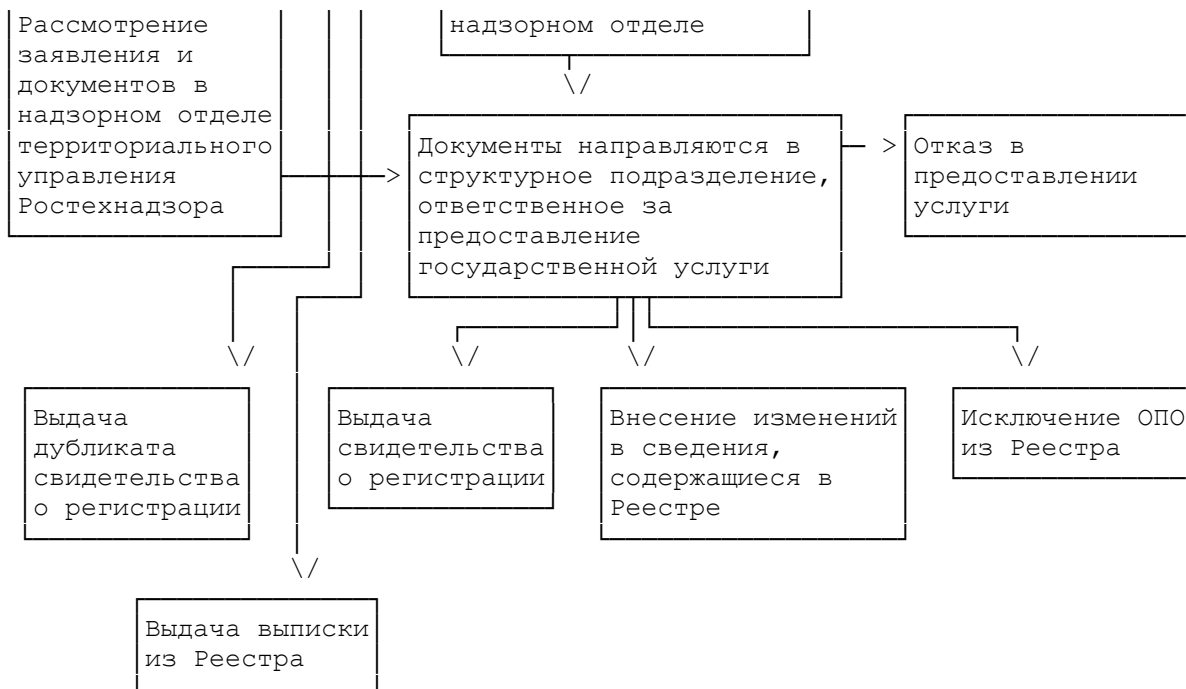 Рассмотрение
заявления и
документов в
надзорном отделе
территориального
управления
Ростехнадзора
надзорном отделе
Документы направляются в
структурное подразделение,
ответственное за
предоставление
государственной услуги
Отказ в
предоставлении
услуги
Выдача
дубликата
свидетельства
о регистрации
Выдача
свидетельства
о регистрации
Внесение изменений
в сведения,
содержащиеся в
Реестре
Исключение ОПО
из Реестра
Выдача выписки
из Реестра